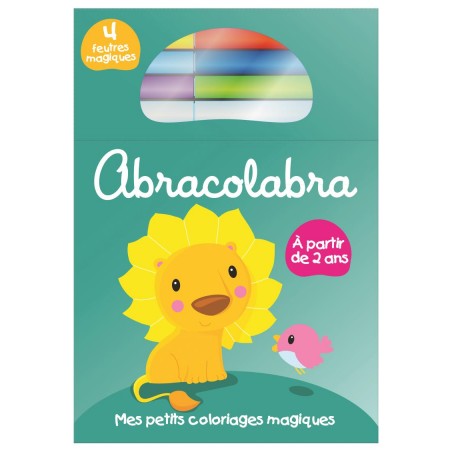 4
feutres
magiques
Abracolabra
À partir
de 2 ans
Mes petits coloriages magiques